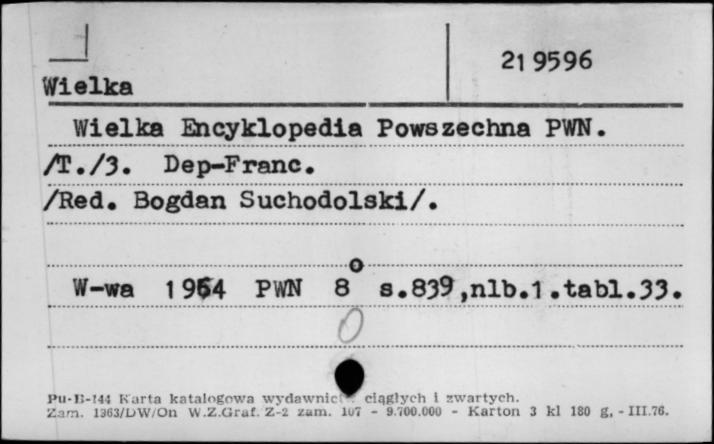 21 9596
Wielka
Wielka Encyklopedia Powszechna PWN.
/T./3. Dep-Franc.
/Red. Bogdan Suchodolski/.
W-wa 1964 PWN 8° s.839,nlb.1.tabl.33.
Pu-B-144 Karta katalogowa wydawnict ciągłych i zwartych.
Zam. 1363/DW/On W.Z.Graf. Z-2 zam. 107 - 9.700.000 - Karton 3 kl 180 g. - III.76.